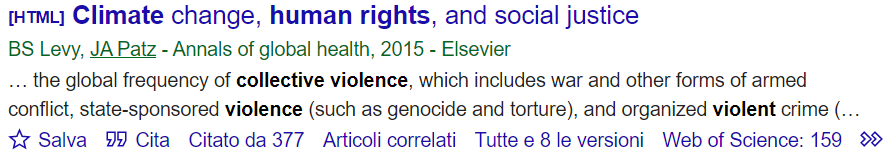 [HTML] Climate change, human rights, and social justice
BS Levy, JA Patz - Annals of global health, 2015 - Elsevier
… the global frequency of collective violence, which includes war and other forms of armed
conflict, state-sponsored violence (such as genocide and torture), and organized violent crime (…
Salva Cita Citato da 377 Articoli correlati Tutte e 8 le versioni Web of Science: 159